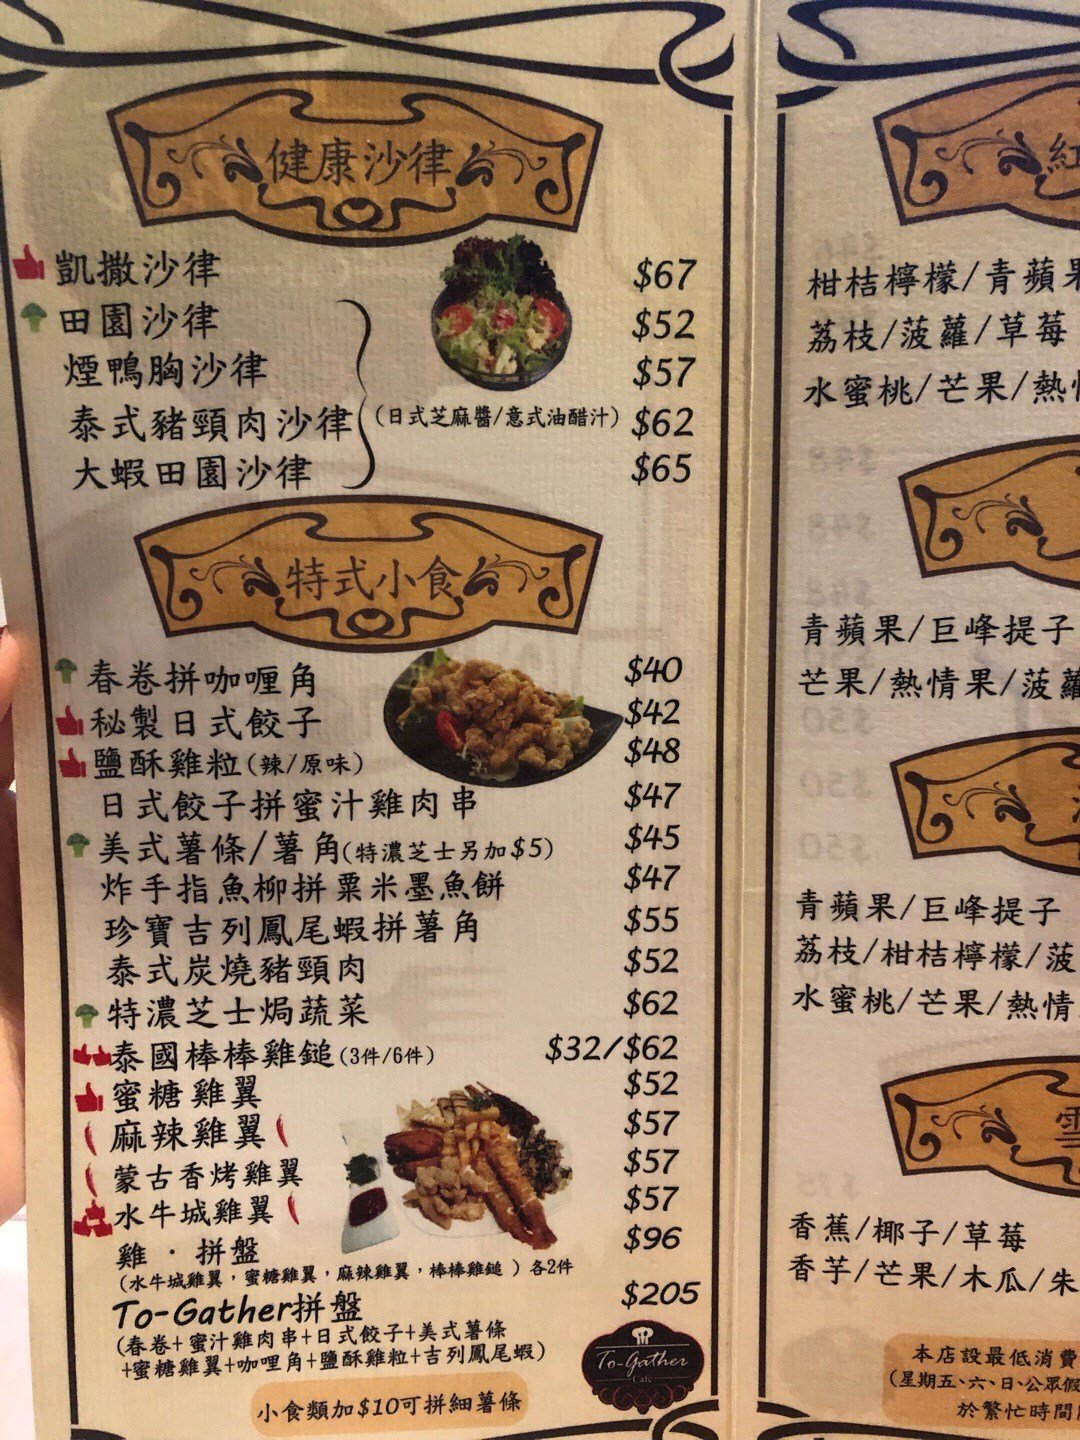 健康沙律
凱撒沙律 $67
田園沙律 $52
煙鴨胸沙律 $57
泰式豬頸肉沙律 (日式芝麻醬/意式油醋汁) $62
大蝦田園沙律 $65
特式小食
春卷拼咖喱角 $40
秘製日式餃子 $42
鹽酥雞粒(辣/原味) $48
日式餃子拼蜜汁雞肉串 $47
美式薯條/薯角(特濃芝士另加$5) $45
炸手指魚柳拼粟米墨魚餅 $47
珍寶吉列鳳尾蝦拼薯角 $55
泰式炭燒豬頸肉 $52
特濃芝士焗蔬菜 $62
泰國棒棒雞鎚(3件/6件) $32/$62
蜜糖雞翼 $52
麻辣雞翼 $57
蒙古香烤雞翼 $57
水牛城雞翼 $57
雞．拼盤 $96
(水牛城雞翼，蜜糖雞翼，麻辣雞翼，棒棒雞鎚 ) 各2件
To-Gather拼盤 $205
(春卷+蜜汁雞肉串+日式餃子+美式薯條
+蜜糖雞翼+咖哩角+鹽酥雞粒+吉列鳳尾蝦)
To-Gather
Cafe
小食類加$10可拼細薯條
紅
柑桔檸檬/青蘋果
荔枝/菠蘿/草莓
水蜜桃/芒果/熱情
青蘋果/巨峰提子
芒果/熱情果/菠蘿
青蘋果/巨峰提子
荔枝/柑桔檸檬/菠
水蜜桃/芒果/熱情
雪
香蕉/椰子/草莓
香芋/芒果/木瓜/朱
本店設最低消費
(星期五、六、日、公眾假
於繁忙時間